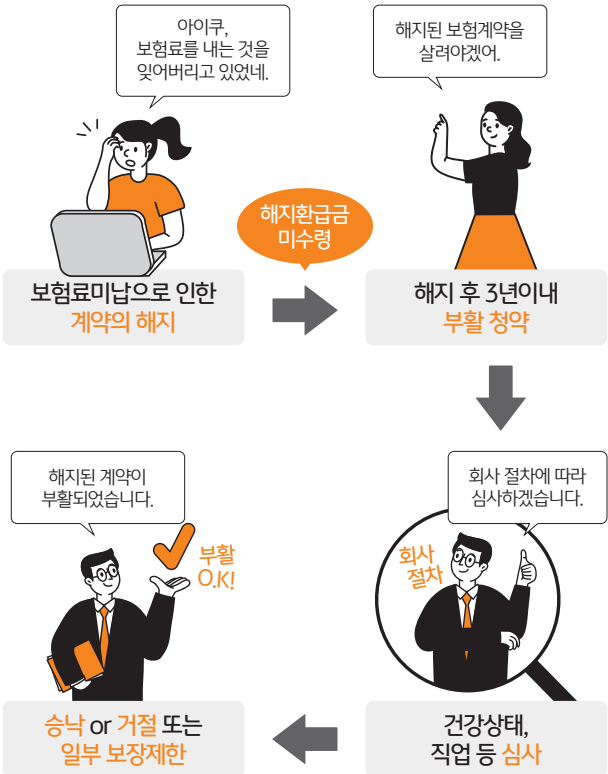 아이쿠,
보험료를 내는 것을
잊어버리고 있었네.
해지된 보험계약을
살려야겠어.
해지환급금
미수령
보험료미납으로 인한
계약의 해지
해지 후 3년이내
부활 청약
회사 절차에 따라
심사하겠습니다.
회사
절차
건강상태,
직업 등 심사
해지된 계약이
부활되었습니다.
부활
O.K!
승낙 or 거절 또는
일부 보장제한